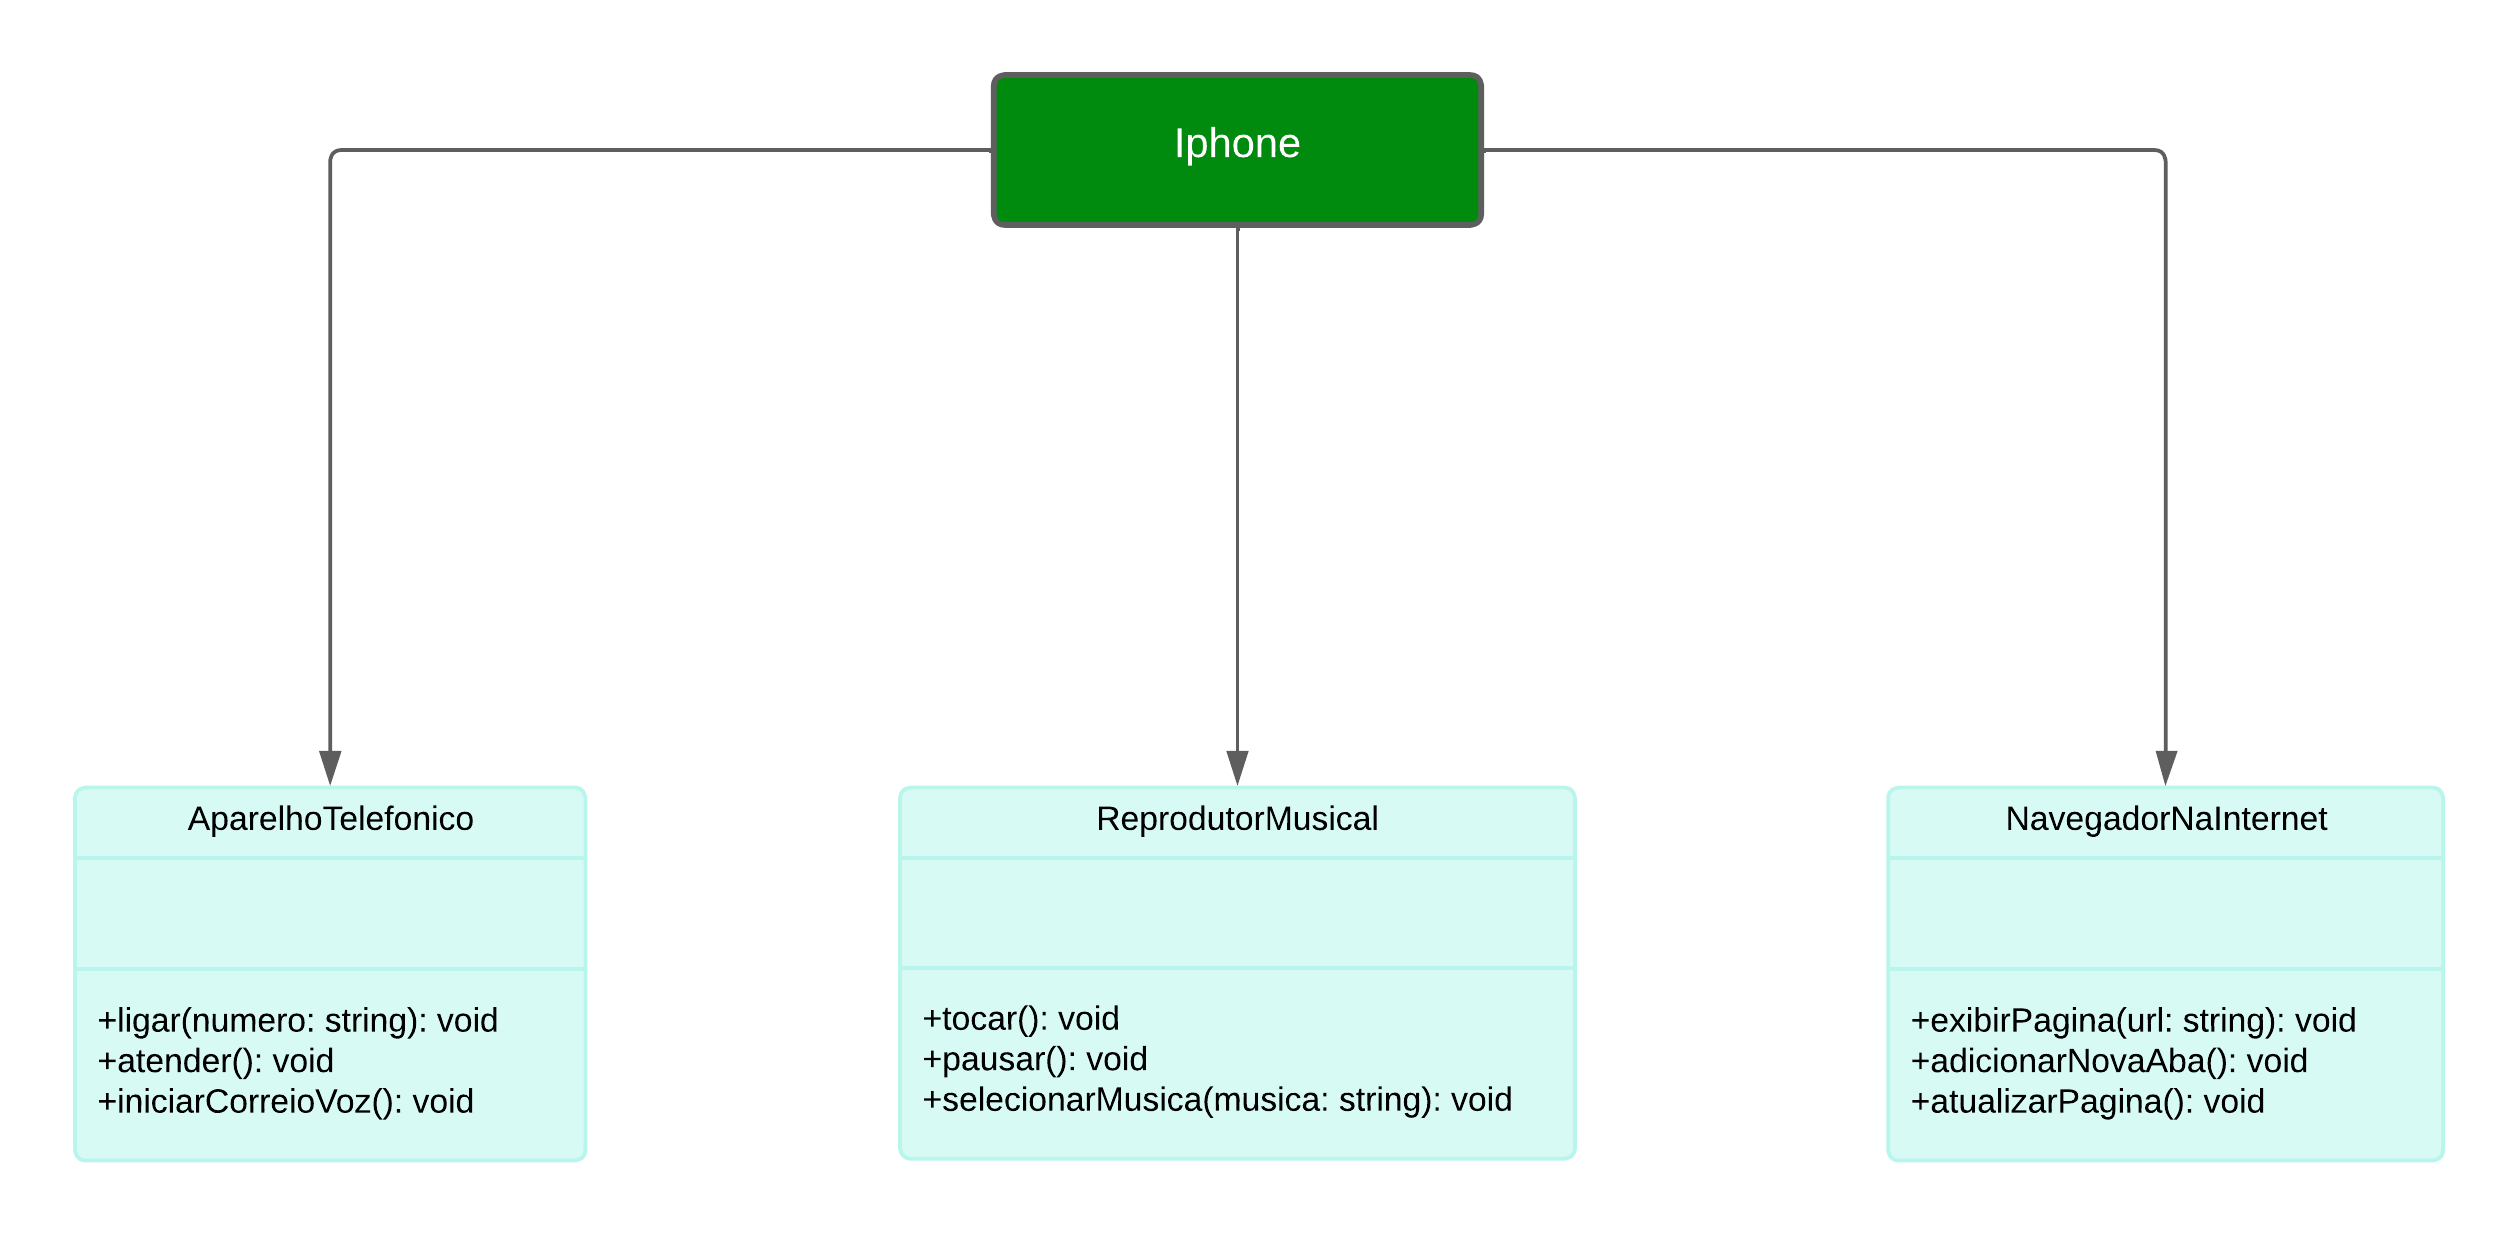 Iphone
AparelhoTelefonico
+ligar(numero: string): void
+atender(): void
+iniciarCorreioVoz(): void
ReprodutorMusical
+tocar(): void
+pausar(): void
+selecionarMusica(musica: string): void
NavegadorNaInternet
+exibirPagina(url: string): void
+adicionarNovaAba(): void
+atualizarPagina(): void